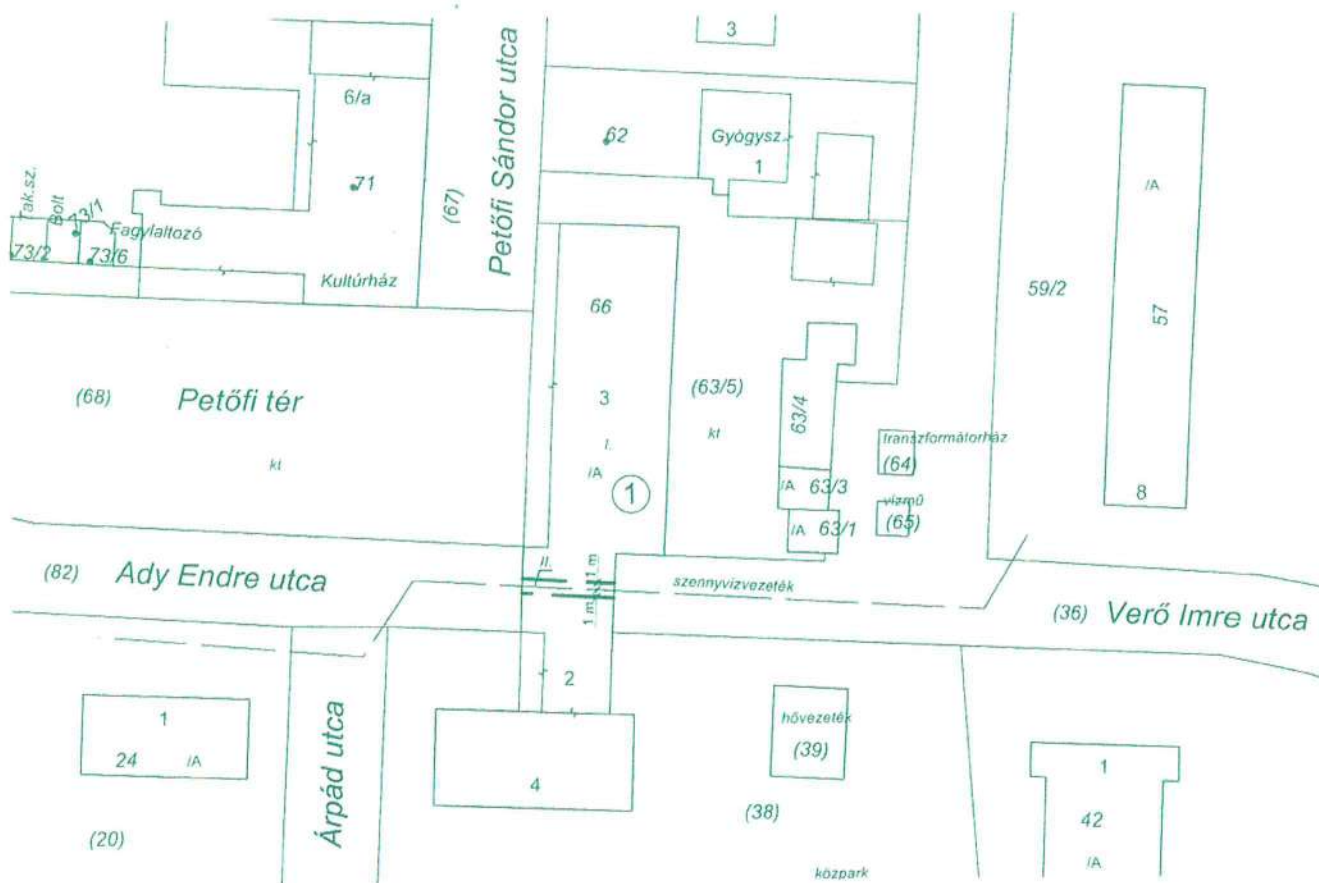 3
Petőfi Sándor utca
6/a
62
Gyógysz.
1
71
/A
(67)
Tak.sz.
Bolt
73/1
Fagylaltozó
73/2
73/6
Kultúrház
66
59/2
57
(68)
Petőfi tér
3
(63/5)
63/4
kt
I.
transzformátorház
(64)
kt
/A
/A 63/3
8
1
vízmű
(65)
/A 63/1
II.
1 m
(82)
Ady Endre utca
szennyvízvezeték
1 m
(36)
Verő Imre utca
2
1
24
/A
Árpád utca
hővezeték
(39)
4
1
(38)
42
(20)
/A
közpark